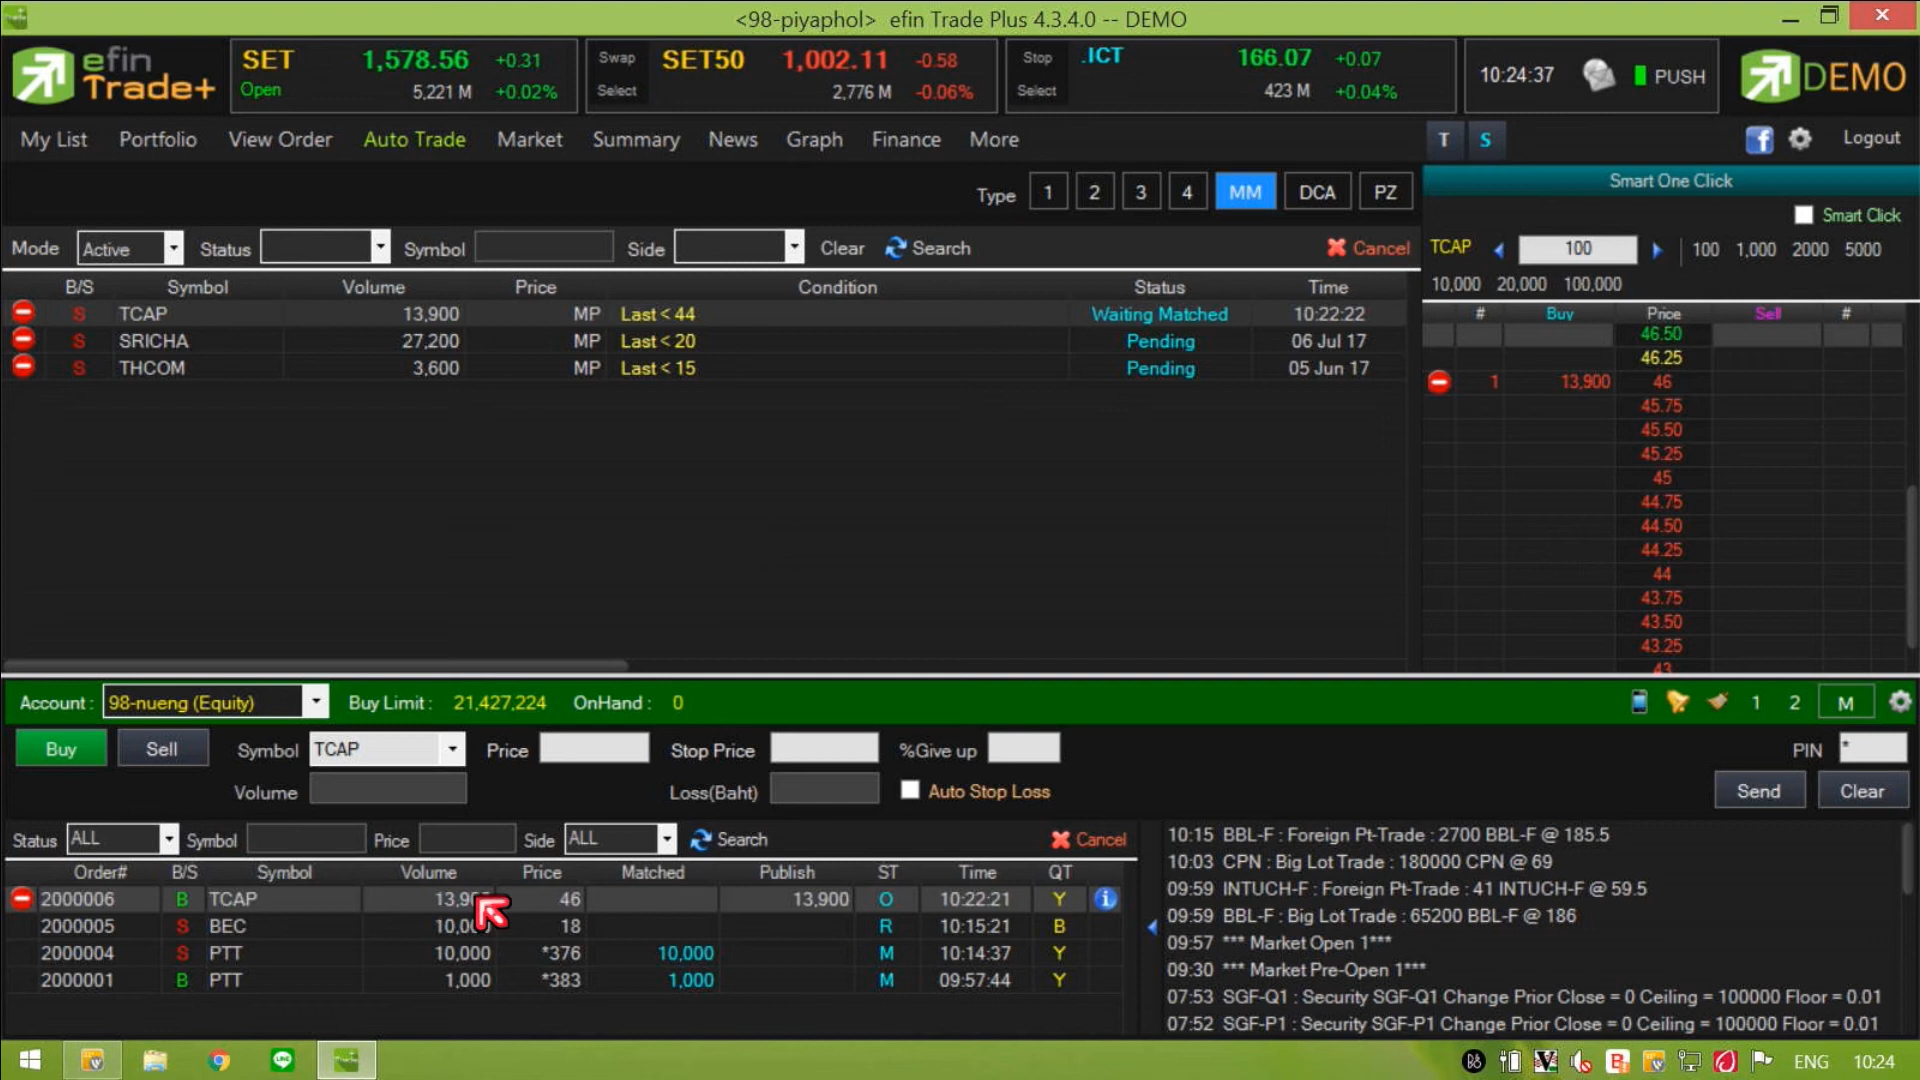 <98-piyaphol> efin Trade Plus 4.3.4.0 -- DEMO
efin Trade+
SET 1,578.56 +0.31
Open 5,221 M +0.02%
Swap SET50 1,002.11 -0.58
Select 2,776 M -0.06%
Stop .ICT 166.07 +0.07
Select 423 M +0.04%
10:24:37 PUSH
DEMO
My List Portfolio View Order Auto Trade Market Summary News Graph Finance More T S f Logout
Type 1 2 3 4 MM DCA PZ
Mode Active Status Symbol Side Clear Search Cancel
B/S Symbol Volume Price Condition Status Time
S TCAP 13,900 MP Last < 44 Waiting Matched 10:22:22
S SRICHA 27,200 MP Last < 20 Pending 06 Jul 17
S THCOM 3,600 MP Last < 15 Pending 05 Jun 17
Smart One Click
Smart Click
TCAP 100 100 1,000 2000 5000
10,000 20,000 100,000
# Buy Price Sell #
46.50
46.25
1 13,900 46
45.75
45.50
45.25
45
44.75
44.50
44.25
44
43.75
43.50
43.25
43
Account : 98-nueng (Equity) Buy Limit : 21,427,224 OnHand : 0 1 2 M
Buy Sell Symbol TCAP Price Stop Price %Give up PIN *
Volume Loss(Baht) Auto Stop Loss Send Clear
Status ALL Symbol Price Side ALL Search Cancel
Order# B/S Symbol Volume Price Matched Publish ST Time QT
2000006 B TCAP 46 13,900 O 10:22:21 Y i
2000005 S BEC 18 R 10:15:21 B
2000004 S PTT 10,000 *376 10,000 M 10:14:37 Y
2000001 B PTT 1,000 *383 1,000 M 09:57:44 Y
10:15 BBL-F : Foreign Pt-Trade : 2700 BBL-F @ 185.5
10:03 CPN : Big Lot Trade : 180000 CPN @ 69
09:59 INTUCH-F : Foreign Pt-Trade : 41 INTUCH-F @ 59.5
09:59 BBL-F : Big Lot Trade : 65200 BBL-F @ 186
09:57 *** Market Open 1***
09:30 *** Market Pre-Open 1***
07:53 SGF-Q1 : Security SGF-Q1 Change Prior Close = 0 Ceiling = 100000 Floor = 0.01
07:52 SGF-P1 : Security SGF-P1 Change Prior Close = 0 Ceiling = 100000 Floor = 0.01
ENG 10:24